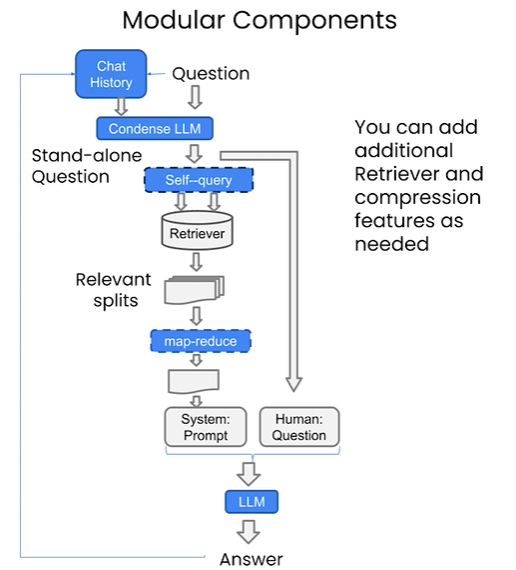 Modular Components
Chat
History
Question
Condense LLM
Stand-alone
Question
Self--query
Retriever
Relevant
splits
map-reduce
System:
Prompt
Human:
Question
LLM
Answer
You can add
additional
Retriever and
compression
features as
needed